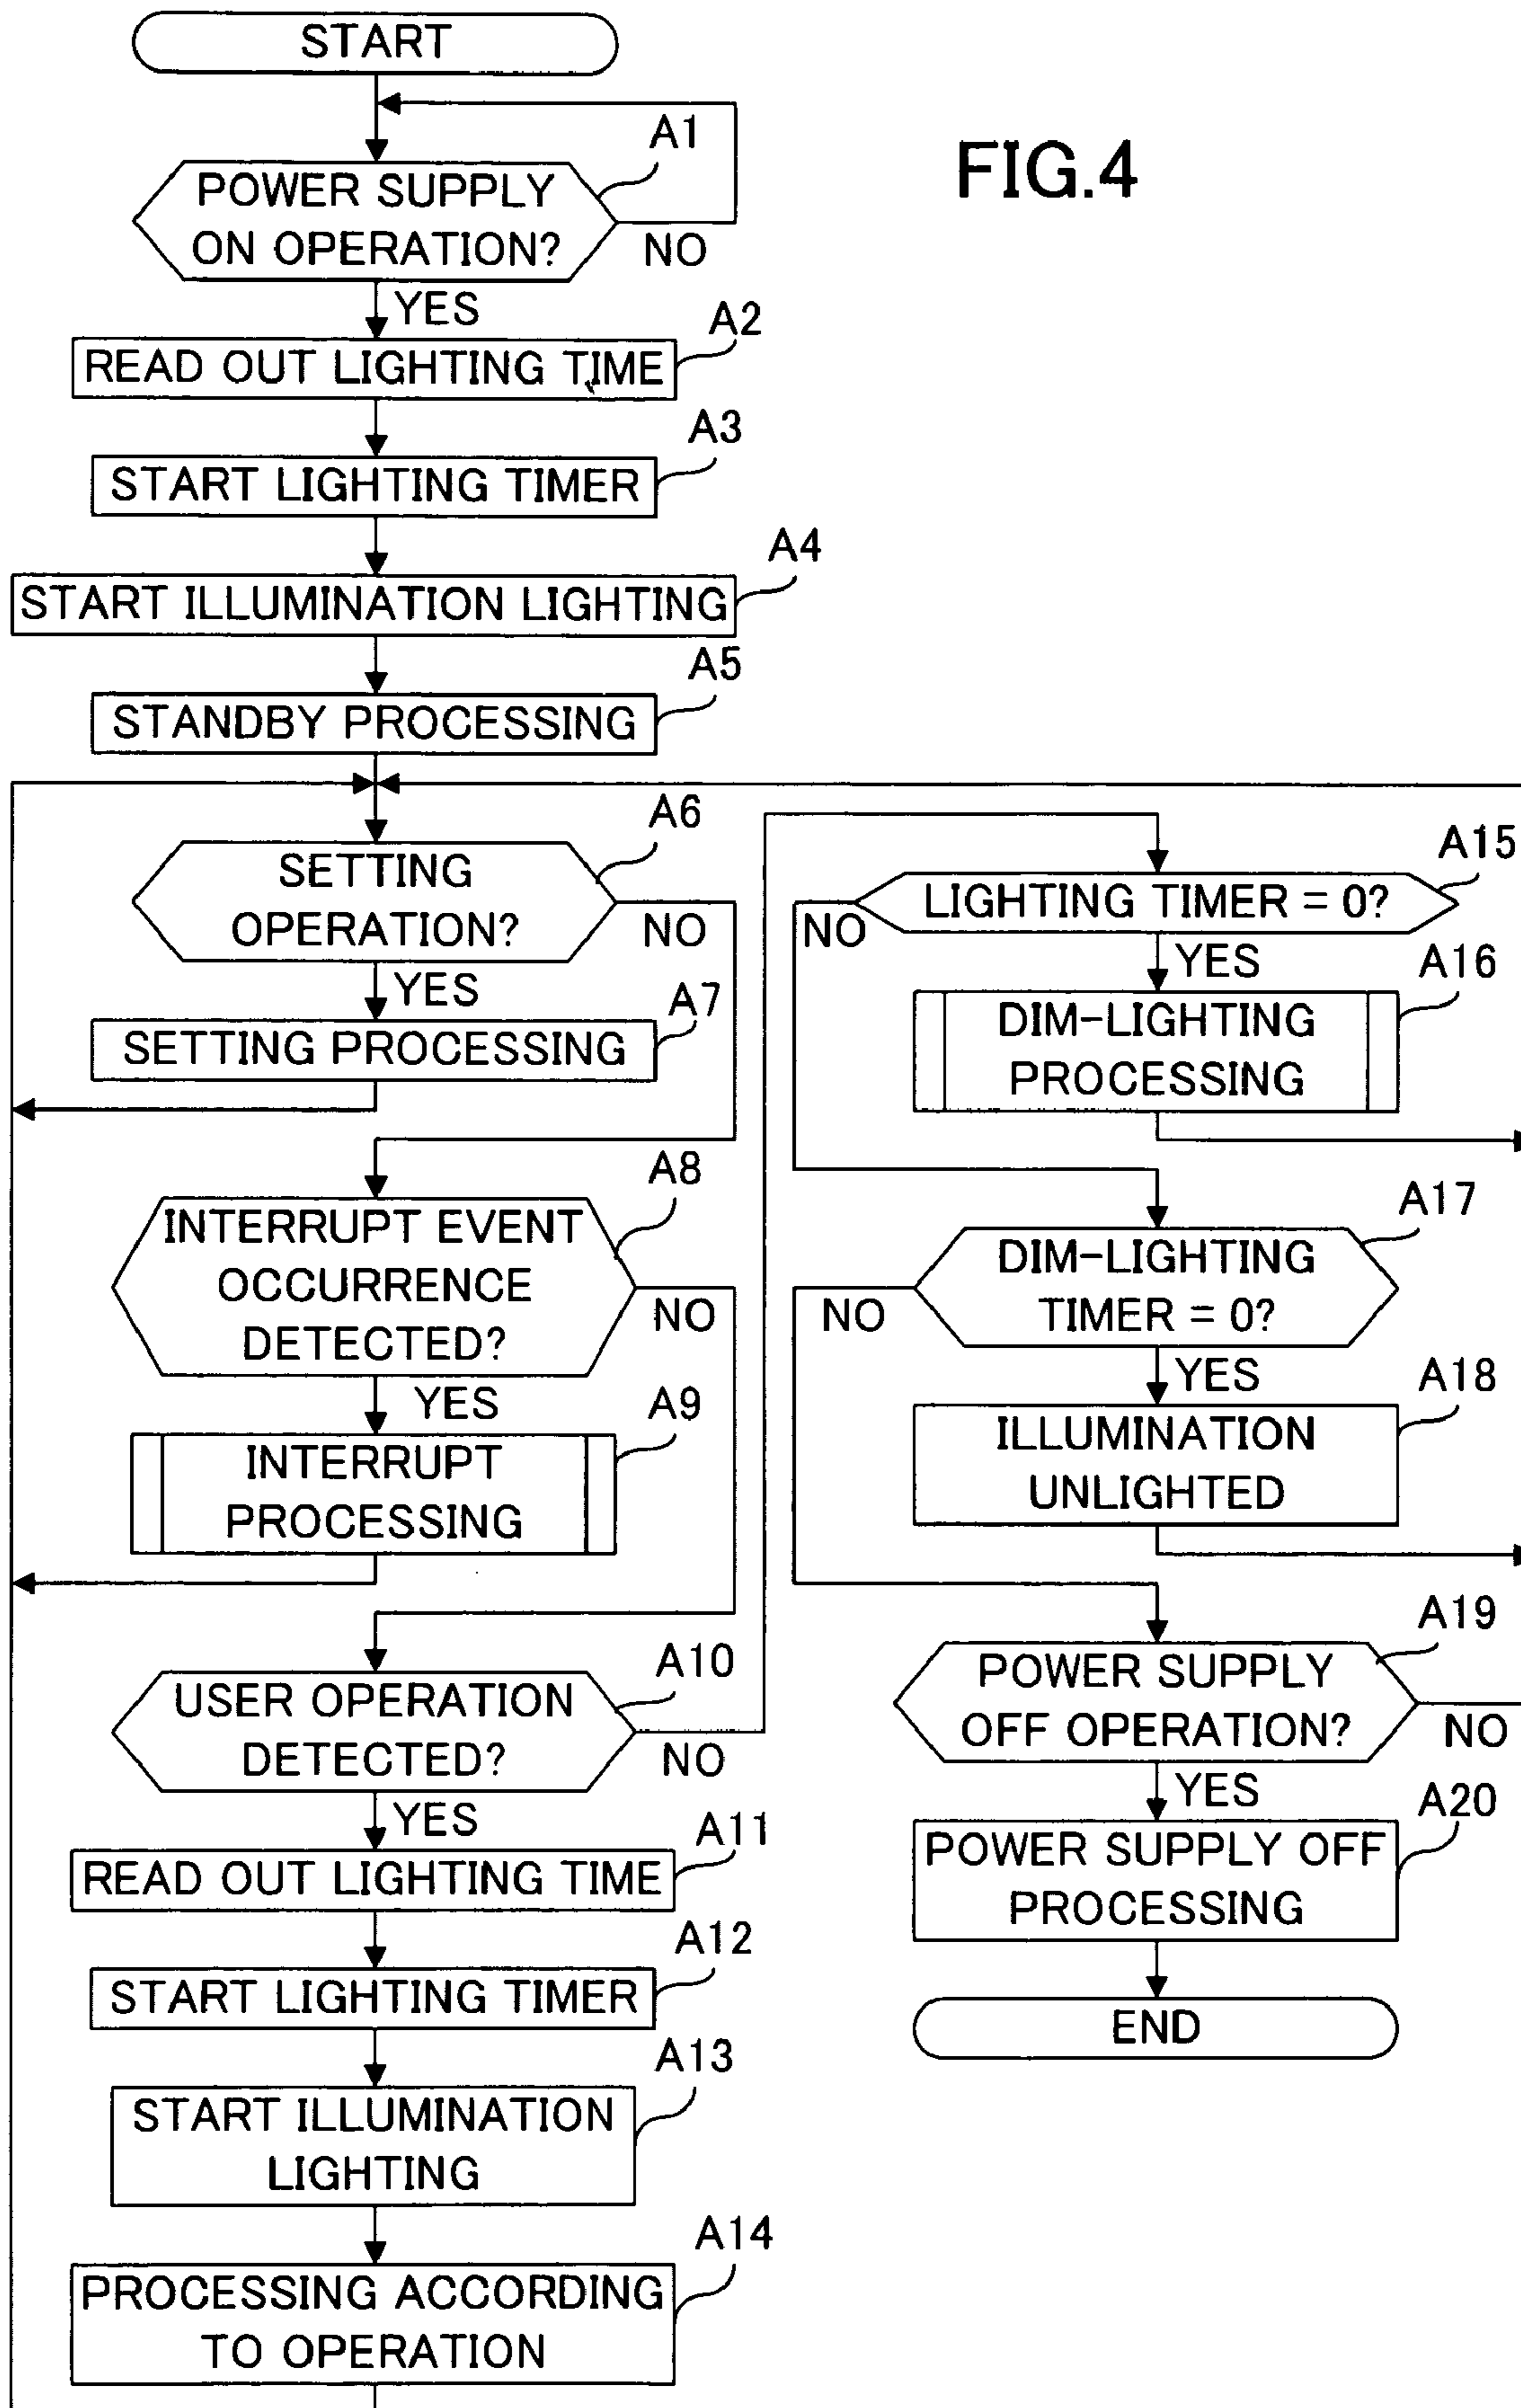 START
FIG.4
A1
POWER SUPPLY
ON OPERATION?
NO
YES
A2
READ OUT LIGHTING TIME
A3
START LIGHTING TIMER
A4
START ILLUMINATION LIGHTING
A5
STANDBY PROCESSING
A6
SETTING
OPERATION?
NO
YES
A7
SETTING PROCESSING
A8
INTERRUPT EVENT
OCCURRENCE
DETECTED?
NO
YES
A9
INTERRUPT
PROCESSING
A10
USER OPERATION
DETECTED?
NO
YES
A11
READ OUT LIGHTING TIME
A12
START LIGHTING TIMER
A13
START ILLUMINATION
LIGHTING
A14
PROCESSING ACCORDING
TO OPERATION
A15
LIGHTING TIMER = 0?
NO
YES
A16
DIM-LIGHTING
PROCESSING
A17
DIM-LIGHTING
TIMER = 0?
NO
YES
A18
ILLUMINATION
UNLIGHTED
A19
POWER SUPPLY
OFF OPERATION?
NO
YES
A20
POWER SUPPLY OFF
PROCESSING
END